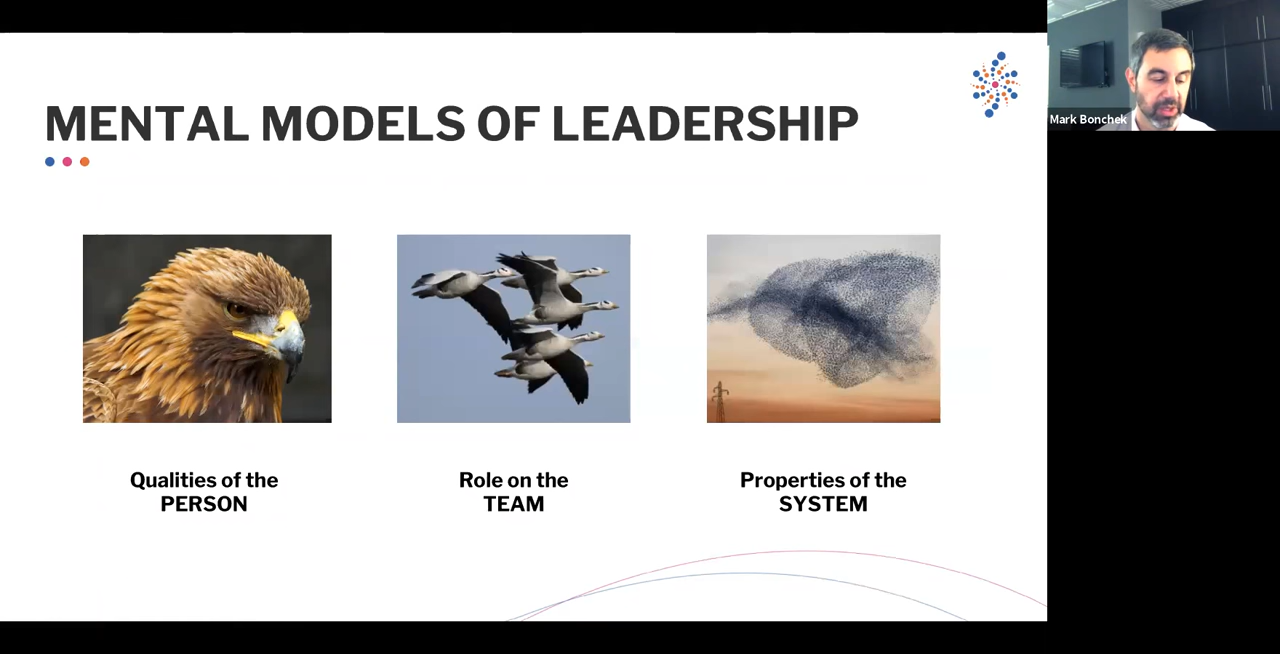 MENTAL MODELS OF LEADERSHIP
Qualities of the
PERSON
Role on the
TEAM
Properties of the
SYSTEM
Mark Bonchek